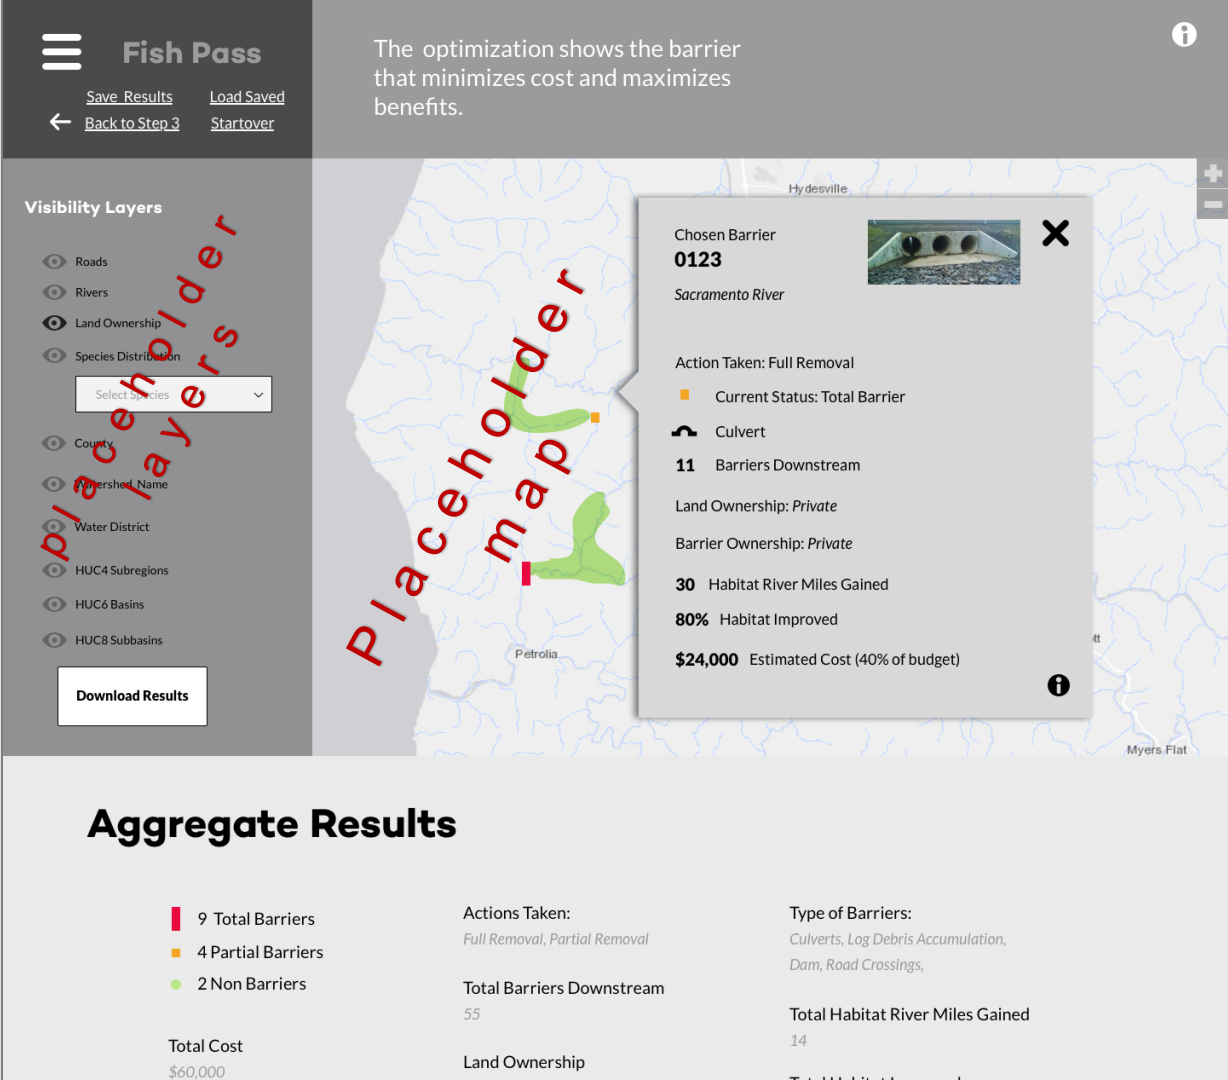 Fish Pass
Save Results
Load Saved
Back to Step 3
Startover
The optimization shows the barrier
that minimizes cost and maximizes
benefits.
Visibility Layers
Roads
Rivers
Land Ownership
Species Distribution
Select Species
County
Watershed Name
Water District
HUC4 Subregions
HUC6 Basins
HUC8 Subbasins
placeholder
layers
Download Results
Placeholder
map
Hydesville
Petrolia
Myers Flat
ott
Chosen Barrier
0123
Sacramento River
Action Taken: Full Removal
Current Status: Total Barrier
Culvert
11 Barriers Downstream
Land Ownership: Private
Barrier Ownership: Private
30 Habitat River Miles Gained
80% Habitat Improved
$24,000 Estimated Cost (40% of budget)
Aggregate Results
9 Total Barriers
4 Partial Barriers
2 Non Barriers
Total Cost
$60,000
Actions Taken:
Full Removal, Partial Removal
Total Barriers Downstream
55
Land Ownership
Type of Barriers:
Culverts, Log Debris Accumulation,
Dam, Road Crossings,
Total Habitat River Miles Gained
14